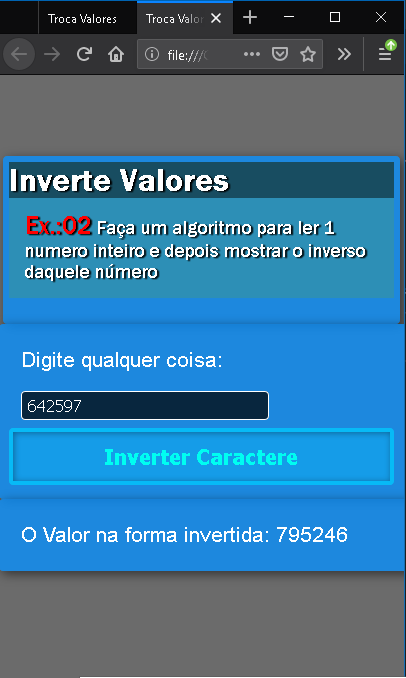 Troca Valores
Troca Valor
file:///
Inverte Valores
Ex.:02 Faça um algoritmo para ler 1
numero inteiro e depois mostrar o inverso
daquele número
Digite qualquer coisa:
642597
Inverter Caractere
O Valor na forma invertida: 795246